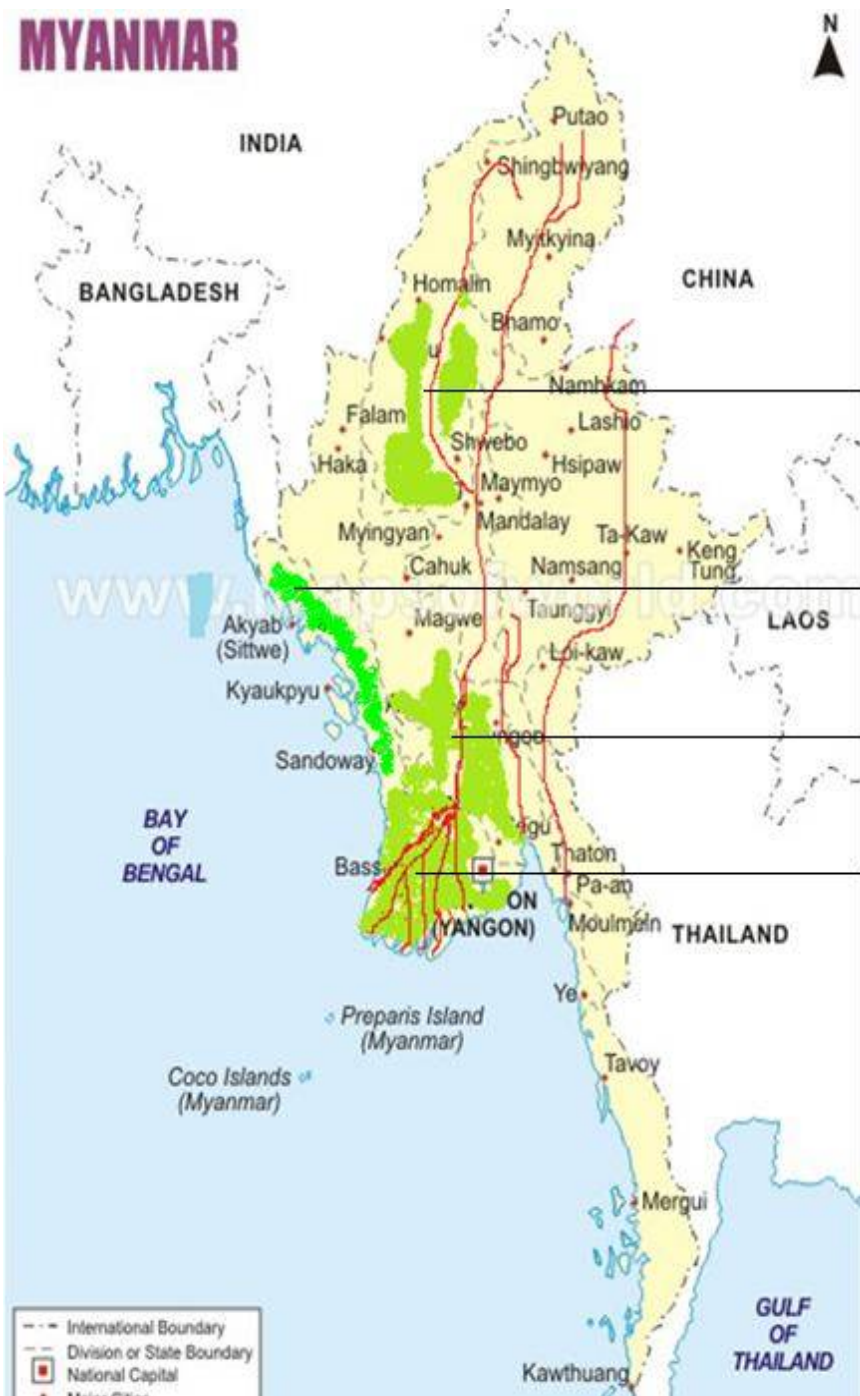 MYANMAR
N
Putao
INDIA
Shingbwiyang
Myitkyina
CHINA
Homalin
BANGLADESH
Bhamo
u
Namhkam
Falam
Lashio
Shwebo
Haka
Hsipaw
Maymyo
Mandalay
Myingyan
Ta-Kaw
Keng
Tung
Cahuk
Namsang
Taunggyi
LAOS
Akyab
(Sittwe)
Magwe
Loi-kaw
Kyaukpyu
Sandoway
BAY
OF
BENGAL
Thaton
Bass
Pa-an
ON
(YANGON)
Moulmein
THAILAND
Ye
Preparis Island
(Myanmar)
Coco Islands
(Myanmar)
Tavoy
Mergui
International Boundary
Division or State Boundary
National Capital
GULF
OF
THAILAND
Kawthuang